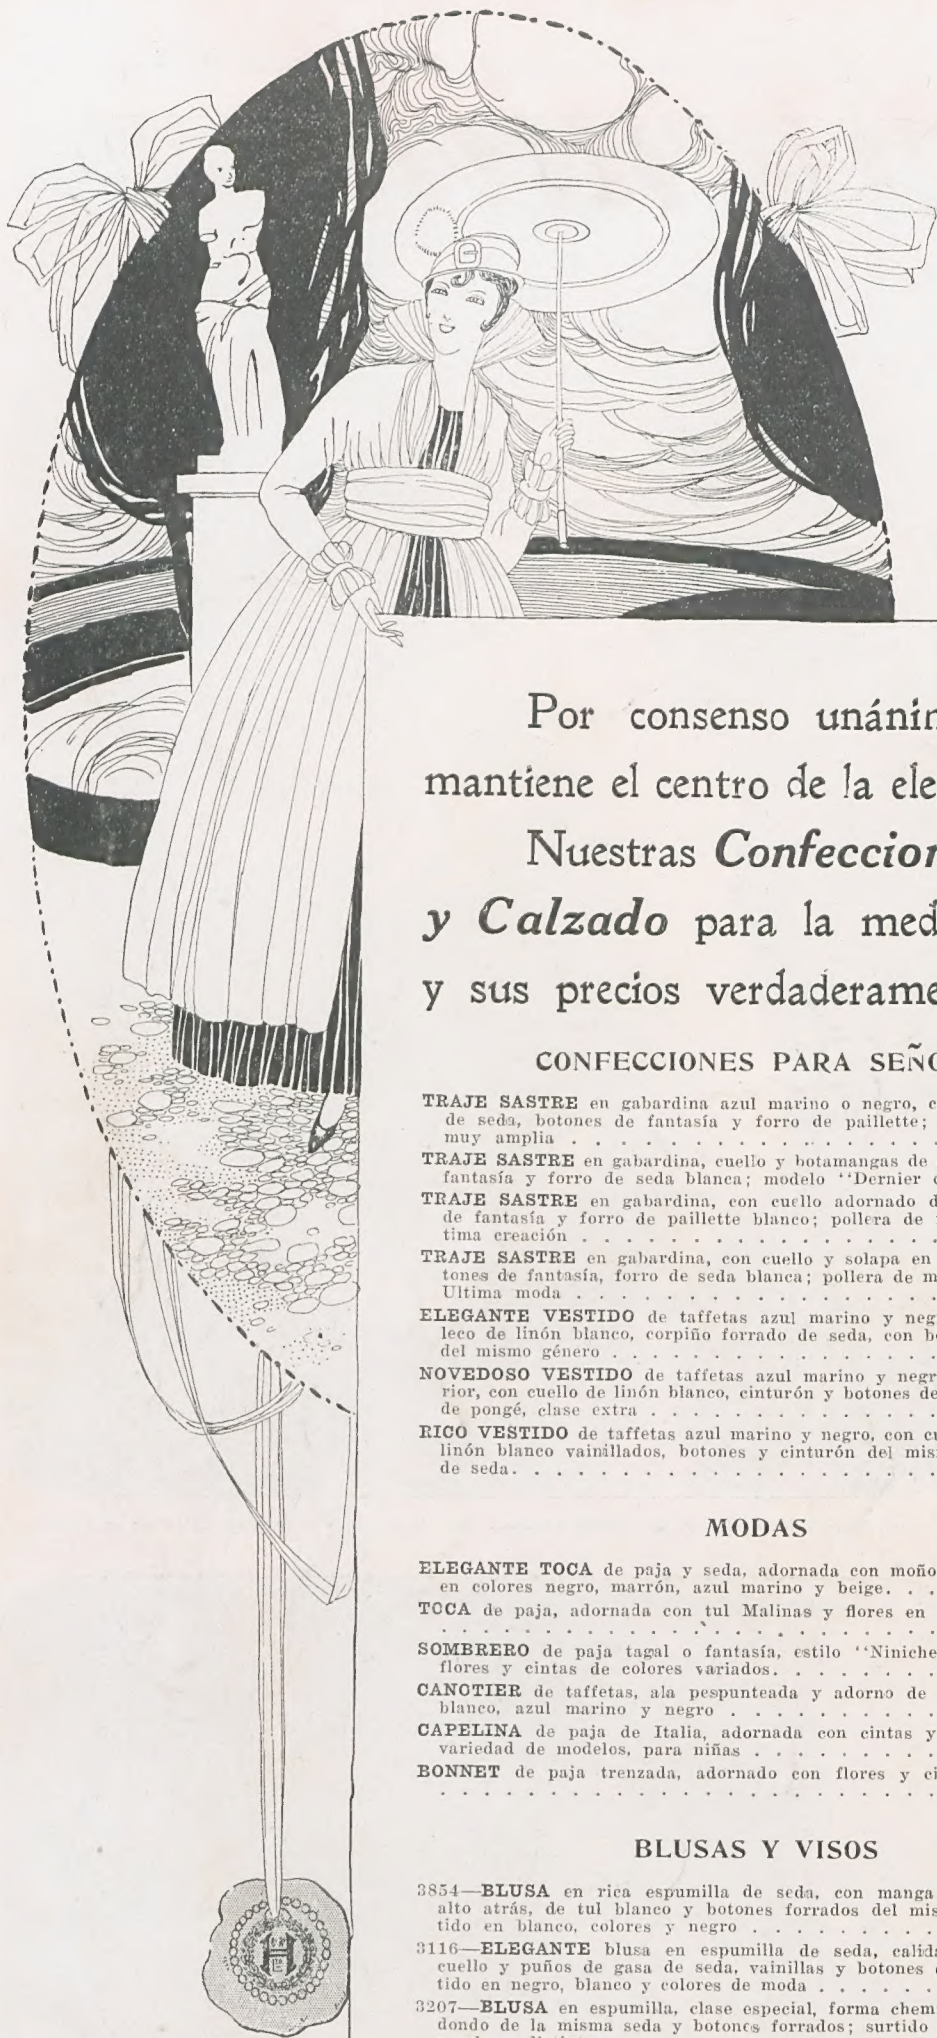 Por consenso unánim
mantiene el centro de la ele
Nuestras Confeccion
y Calzado para la med
y sus precios verdaderame
CONFECCIONES PARA SEÑO
TRAJE SASTRE en gabardina azul marino o negro, c
de seda, botones de fantasía y forro de paillette;
muy amplia . . . . . . . . . . . . . . . .
TRAJE SASTRE en gabardina, cuello y botamangas de
fantasía y forro de seda blanca; modelo "Dernier c
TRAJE SASTRE en gabardina, con cuello adornado d
de fantasía y forro de paillette blanco; pollera de
tima creación . . . . . . . . . . . . . . . .
TRAJE SASTRE en gabardina, con cuello y solapa en
tones de fantasía, forro de seda blanca; pollera de m
Ultima moda . . . . . . . . . . . . . . . .
ELEGANTE VESTIDO de taffetas azul marino y neg
leco de linón blanco, corpiño forrado de seda, con b
del mismo género . . . . . . . . . . . . . .
NOVEDOSO VESTIDO de taffetas azul marino y negr
rior, con cuello de linón blanco, cinturón y botones de
de pongé, clase extra . . . . . . . . . . . .
RICO VESTIDO de taffetas azul marino y negro, con cu
linón blanco vainillados, botones y cinturón del mis
de seda. . . . . . . . . . . . . . . . . . .
MODAS
ELEGANTE TOCA de paja y seda, adornada con moño
en colores negro, marrón, azul marino y beige. . .
TOCA de paja, adornada con tul Malinas y flores en
. . . . . . . . . . . . . . . . . . . . . .
SOMBRERO de paja tagal o fantasía, estilo "Niniche
flores y cintas de colores variados. . . . . . . .
CANOTIER de taffetas, ala pespunteada y adorno de
blanco, azul marino y negro . . . . . . . . . .
CAPELINA de paja de Italia, adornada con cintas y
variedad de modelos, para niñas . . . . . . . . .
BONNET de paja trenzada, adornado con flores y ci
. . . . . . . . . . . . . . . . . . . . . .
BLUSAS Y VISOS
3854—BLUSA en rica espumilla de seda, con manga
alto atrás, de tul blanco y botones forrados del mis
tido en blanco, colores y negro . . . . . . . . .
3116—ELEGANTE blusa en espumilla de seda, calida
cuello y puños de gasa de seda, vainillas y botones
tido en negro, blanco y colores de moda . . . . . .
3207—BLUSA en espumilla, clase especial, forma chem
dondo de la misma seda y botones forrados; surtido